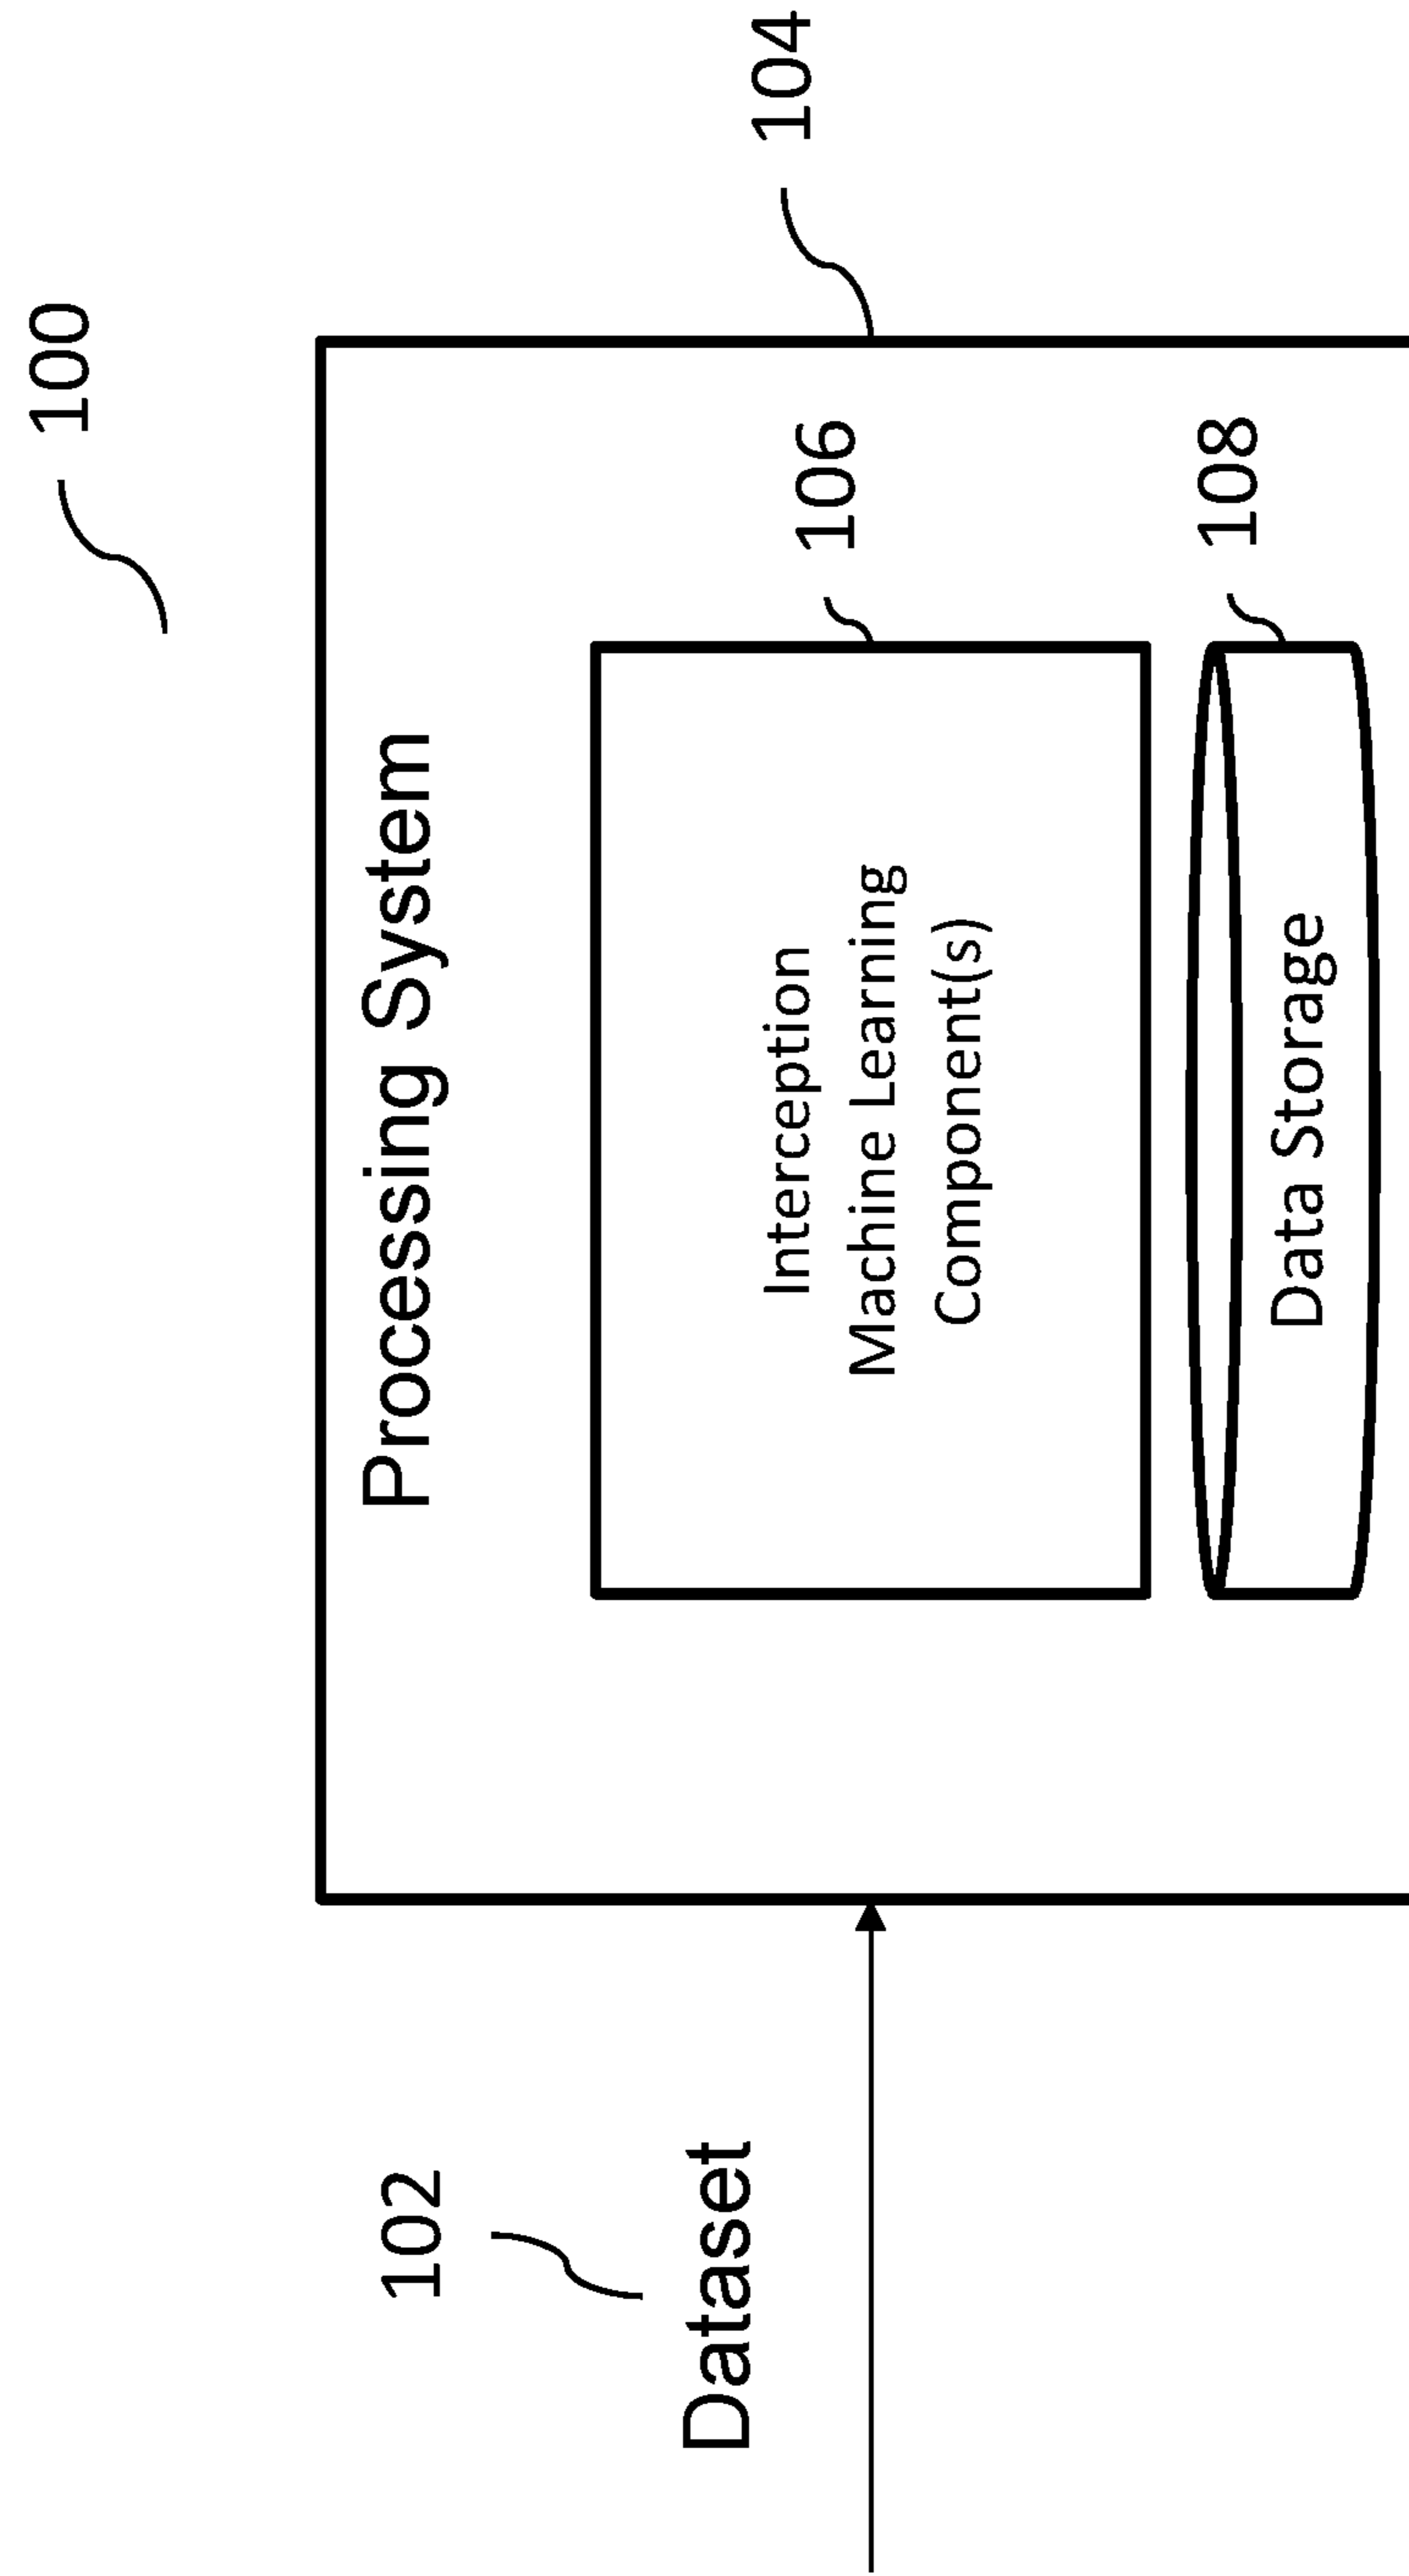 100
Processing System
104
102
Dataset
Interception
106
Machine Learning
Component(s)
108
Data Storage